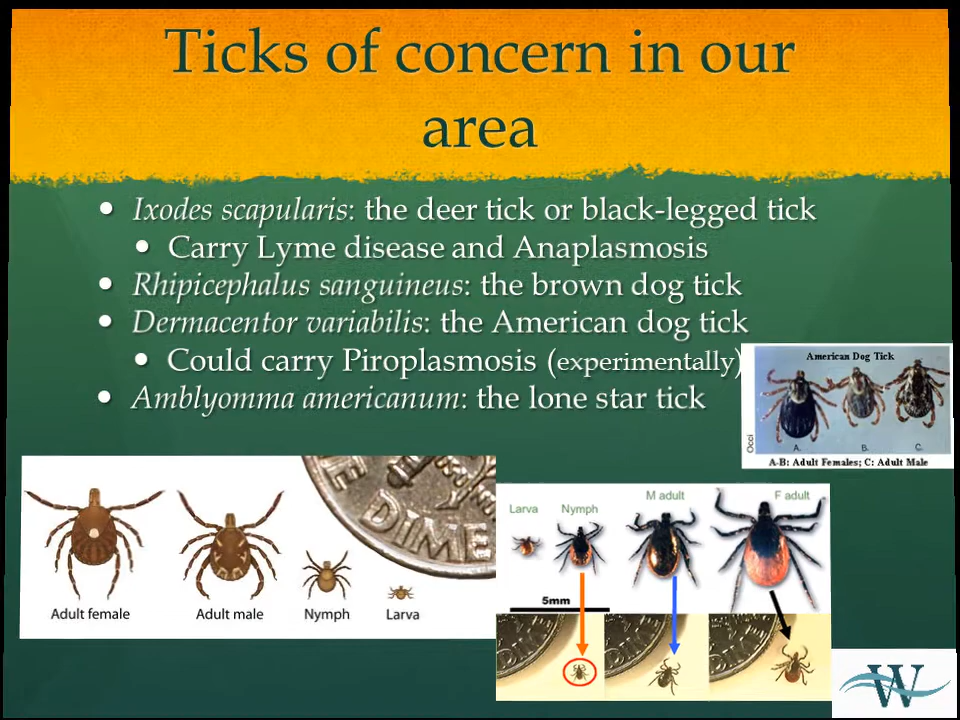 Ticks of concern in our
area
• Ixodes scapularis: the deer tick or black-legged tick
• Carry Lyme disease and Anaplasmosis
• Rhipicephalus sanguineus: the brown dog tick
• Dermacentor variabilis: the American dog tick
• Could carry Piroplasmosis (experimentally)
• Amblyomma americanum: the lone star tick
American Dog Tick
Occi
A. B. C.
A-B: Adult Females; C: Adult Male
DIME
Adult female Adult male Nymph Larva
Larva Nymph M adult F adult
5mm
W